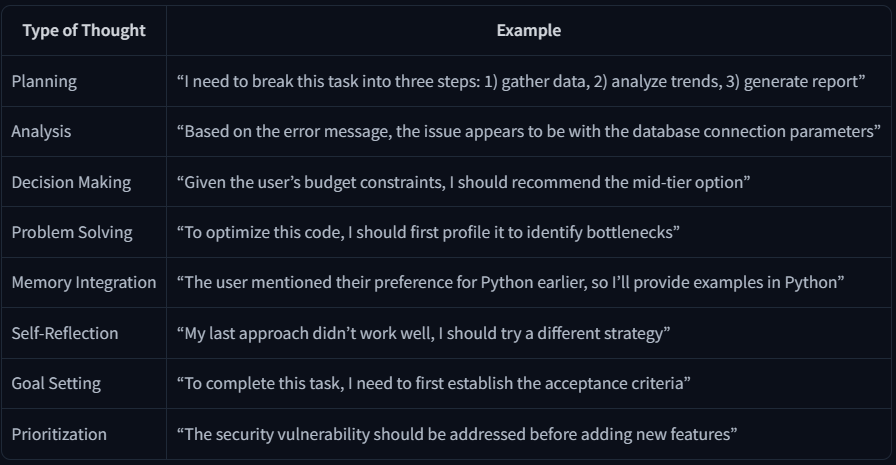 Type of Thought Example
Planning “I need to break this task into three steps: 1) gather data, 2) analyze trends, 3) generate report”
Analysis “Based on the error message, the issue appears to be with the database connection parameters”
Decision Making “Given the user’s budget constraints, I should recommend the mid-tier option”
Problem Solving “To optimize this code, I should first profile it to identify bottlenecks”
Memory Integration “The user mentioned their preference for Python earlier, so I’ll provide examples in Python”
Self-Reflection “My last approach didn’t work well, I should try a different strategy”
Goal Setting “To complete this task, I need to first establish the acceptance criteria”
Prioritization “The security vulnerability should be addressed before adding new features”